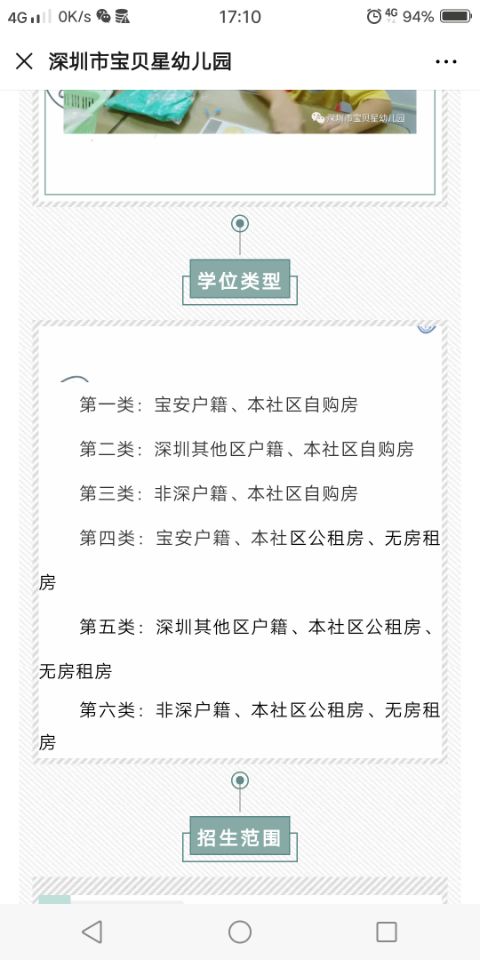 4G 0K/s 17:10 4G 94%
深圳市宝贝星幼儿园
深圳市宝贝星幼儿园
学位类型
第一类：宝安户籍、本社区自购房
第二类：深圳其他区户籍、本社区自购房
第三类：非深户籍、本社区自购房
第四类：宝安户籍、本社区公租房、无房租
房
第五类：深圳其他区户籍、本社区公租房、
无房租房
第六类：非深户籍、本社区公租房、无房租
房
招生范围